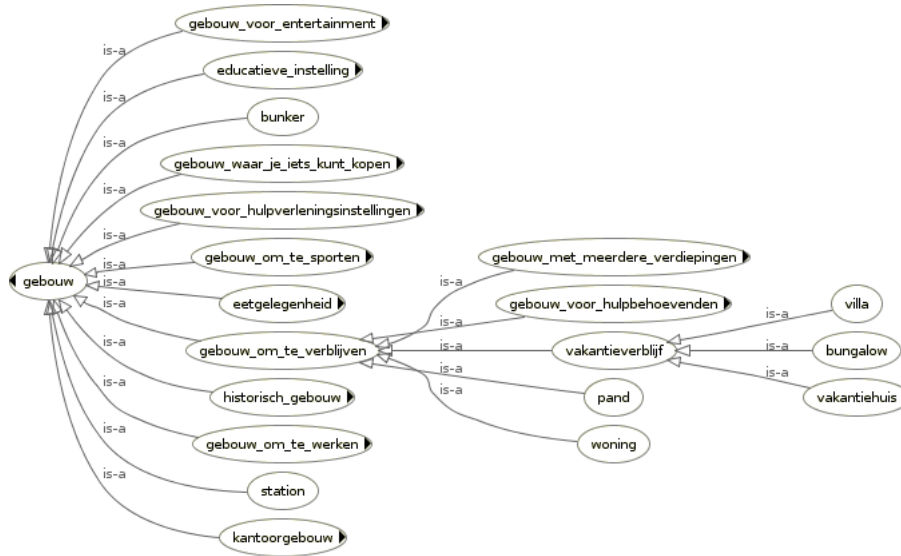 gebouw_voor_entertainment
is-a
educatieve_instelling
is-a
bunker
is-a
gebouw_waar_je_iets_kunt_kopen
is-a
gebouw_voor_hulpverleningsinstellingen
is-a
gebouw_om_te_sporten
is-a
gebouw
eetgelegenheid
is-a
gebouw_om_te_verblijven
is-a
historisch_gebouw
is-a
gebouw_om_te_werken
is-a
station
is-a
kantoorgebouw
is-a
gebouw_met_meerdere_verdiepingen
is-a
gebouw_voor_hulpbehoevenden
is-a
vakantieverblijf
is-a
pand
is-a
woning
is-a
villa
is-a
bungalow
is-a
vakantiehuis
is-a